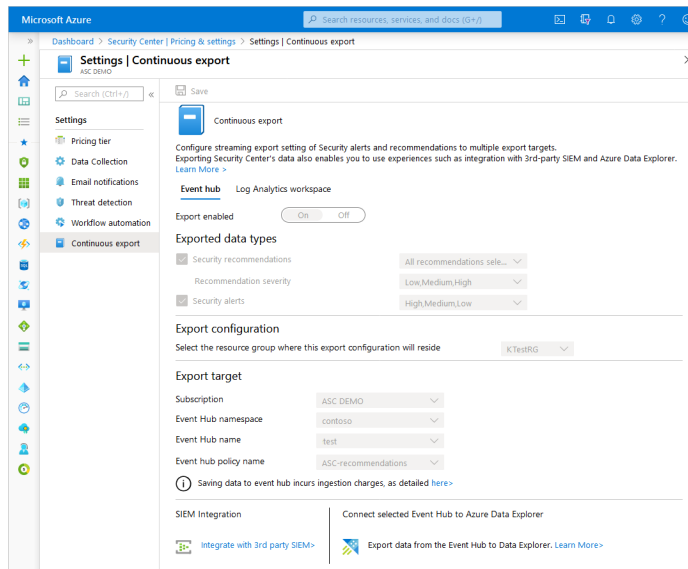 Microsoft Azure
Search resources, services, and docs (G+/)
Dashboard > Security Center | Pricing & settings > Settings | Continuous export
Settings | Continuous export
ASC DEMO
Search (Ctrl+/)
«
Save
Settings
Pricing tier
Data Collection
Email notifications
Threat detection
Workflow automation
Continuous export
Continuous export
Configure streaming export setting of Security alerts and recommendations to multiple export targets.
Exporting Security Center's data also enables you to use experiences such as integration with 3rd-party SIEM and Azure Data Explorer.
Learn More >
Event hub Log Analytics workspace
Export enabled On Off
Exported data types
Security recommendations All recommendations sele...
Recommendation severity Low,Medium,High
Security alerts High,Medium,Low
Export configuration
Select the resource group where this export configuration will reside KTestRG
Export target
Subscription ASC DEMO
Event Hub namespace contoso
Event Hub name test
Event hub policy name ASC-recommendations
Saving data to event hub incurs ingestion charges, as detailed here>
SIEM Integration
Integrate with 3rd party SIEM>
Connect selected Event Hub to Azure Data Explorer
Export data from the Event Hub to Data Explorer. Learn More>